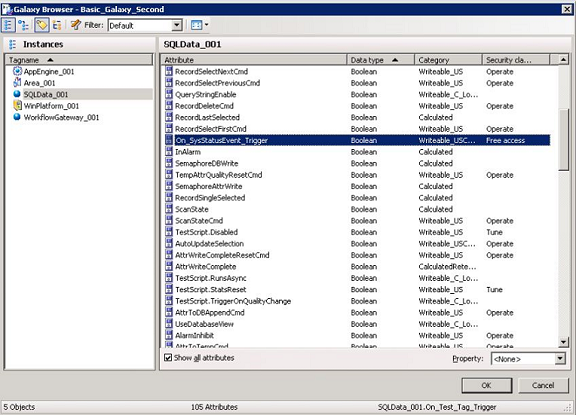 Galaxy Browser - Basic_Galaxy_Second
Filter: Default
Instances
SQLData_001
Tagname
Attribute Data type Category Security cla...
AppEngine_001
Area_001
SQLData_001
WinPlatform_001
WorkflowGateway_001
RecordSelectNextCmd Boolean Writeable_US Operate
RecordSelectPreviousCmd Boolean Writeable_US Operate
QueryStringEnable Boolean Writeable_C_Lo...
RecordDeleteCmd Boolean Writeable_US Operate
RecordLastSelected Boolean Calculated
RecordSelectFirstCmd Boolean Writeable_US Operate
On_SysStatusEvent_Trigger Boolean Writeable_USC... Free access
InAlarm Boolean Calculated
SemaphoreDBWrite Boolean Calculated
TempAttrQualityResetCmd Boolean Writeable_US Operate
SemaphoreAttrWrite Boolean Calculated
RecordSingleSelected Boolean Calculated
ScanState Boolean Calculated
ScanStateCmd Boolean Writeable_US Operate
TestScript.Disabled Boolean Writeable_US Tune
AutoUpdateSelection Boolean Writeable_USC... Operate
AttrWriteCompleteResetCmd Boolean Writeable_US Operate
AttrWriteComplete Boolean CalculatedRete...
TestScript.RunsAsync Boolean Writeable_C_Lo...
TestScript.StatsReset Boolean Writeable_US Tune
TestScript.TriggerOnQualityChange Boolean Writeable_C_Lo...
AttrToDBAppendCmd Boolean Writeable_US Operate
UseDatabaseView Boolean Writeable_C_Lo...
AlarmInhibit Boolean Writeable_US Operate
AttrToTempCmd Boolean Writeable_US Operate
Show all attributes
Property: <None>
OK Cancel
5 Objects 105 Attributes SQLData_001.On_Test_Tag_Trigger